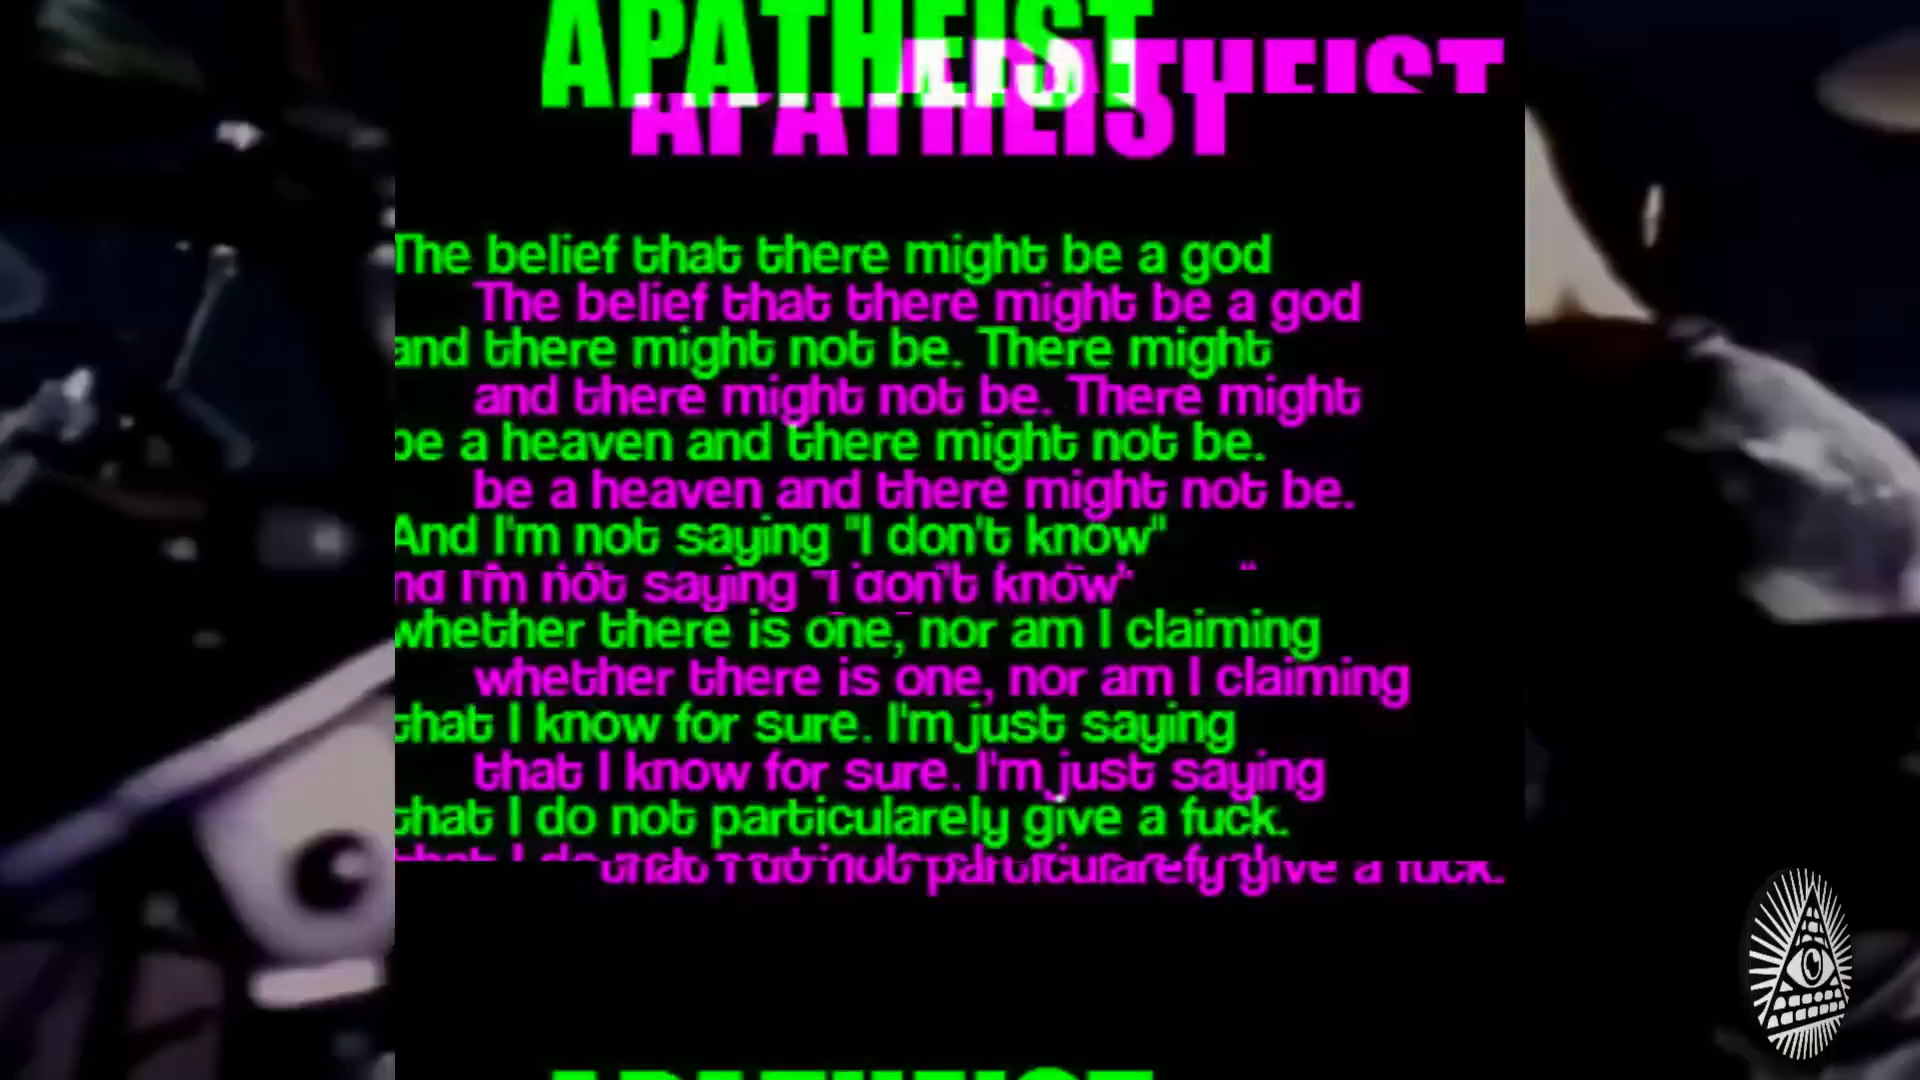 APATHEIST
APATHEIST
APATHEIST
The belief that there might be a god
The belief that there might be a god
and there might not be. There might
and there might not be. There might
be a heaven and there might not be.
be a heaven and there might not be.
And I'm not saying "I don't know"
nd I'm not saying "I don't know"
whether there is one, nor am I claiming
whether there is one, nor am I claiming
that I know for sure. I'm just saying
that I know for sure. I'm just saying
that I do not particularely give a fuck.
that I do not particularely give a fuck.
APATHEIST